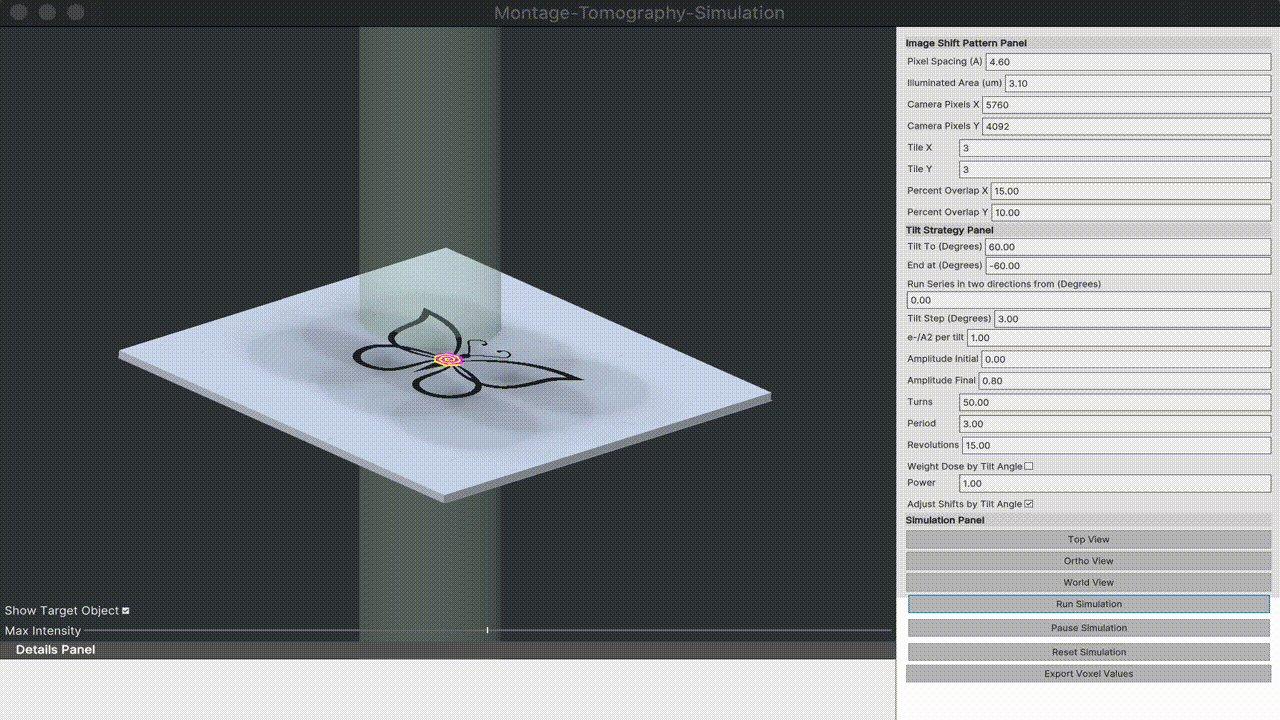 Montage-Tomography-Simulation
Image Shift Pattern Panel
Pixel Spacing (A) 4.60
Illuminated Area (um) 3.10
Camera Pixels X 5760
Camera Pixels Y 4092
Tile X 3
Tile Y 3
Percent Overlap X 15.00
Percent Overlap Y 10.00
Tilt Strategy Panel
Tilt To (Degrees) 60.00
End at (Degrees) -60.00
Run Series in two directions from (Degrees)
0.00
Tilt Step (Degrees) 3.00
e-/A2 per tilt 1.00
Amplitude Initial 0.00
Amplitude Final 0.80
Turns 50.00
Period 3.00
Revolutions 15.00
Weight Dose by Tilt Angle
Power 1.00
Adjust Shifts by Tilt Angle
Simulation Panel
Top View
Ortho View
World View
Run Simulation
Pause Simulation
Reset Simulation
Export Voxel Values
Show Target Object
Max Intensity
Details Panel